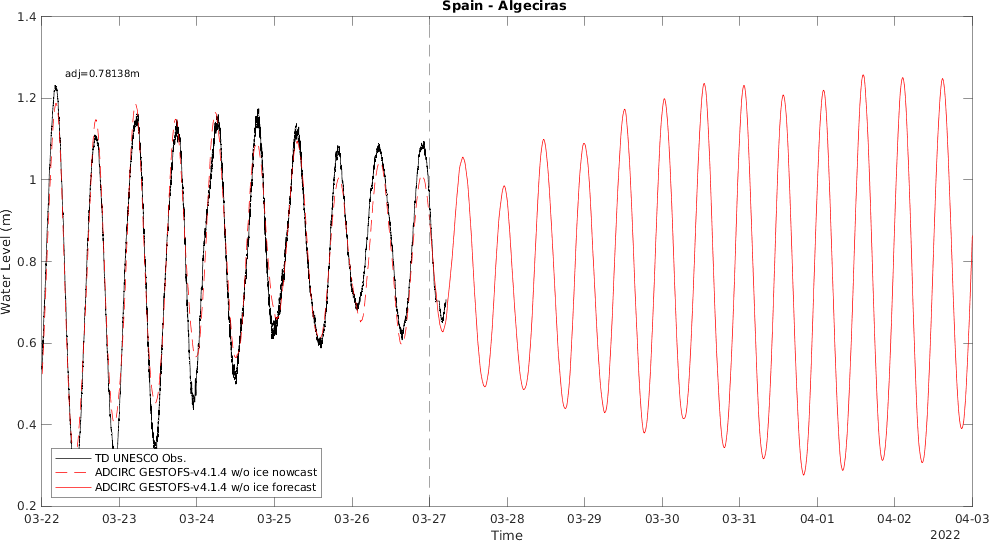 Spain - Algeciras
adj=0.78138m
1.4
1.2
1
0.8
0.6
0.4
0.2
Water Level (m)
TD UNESCO Obs.
ADCIRC GESTOFS-v4.1.4 w/o ice nowcast
ADCIRC GESTOFS-v4.1.4 w/o ice forecast
03-22 03-23 03-24 03-25 03-26 03-27 03-28 03-29 03-30 03-31 04-01 04-02 04-03
Time
2022